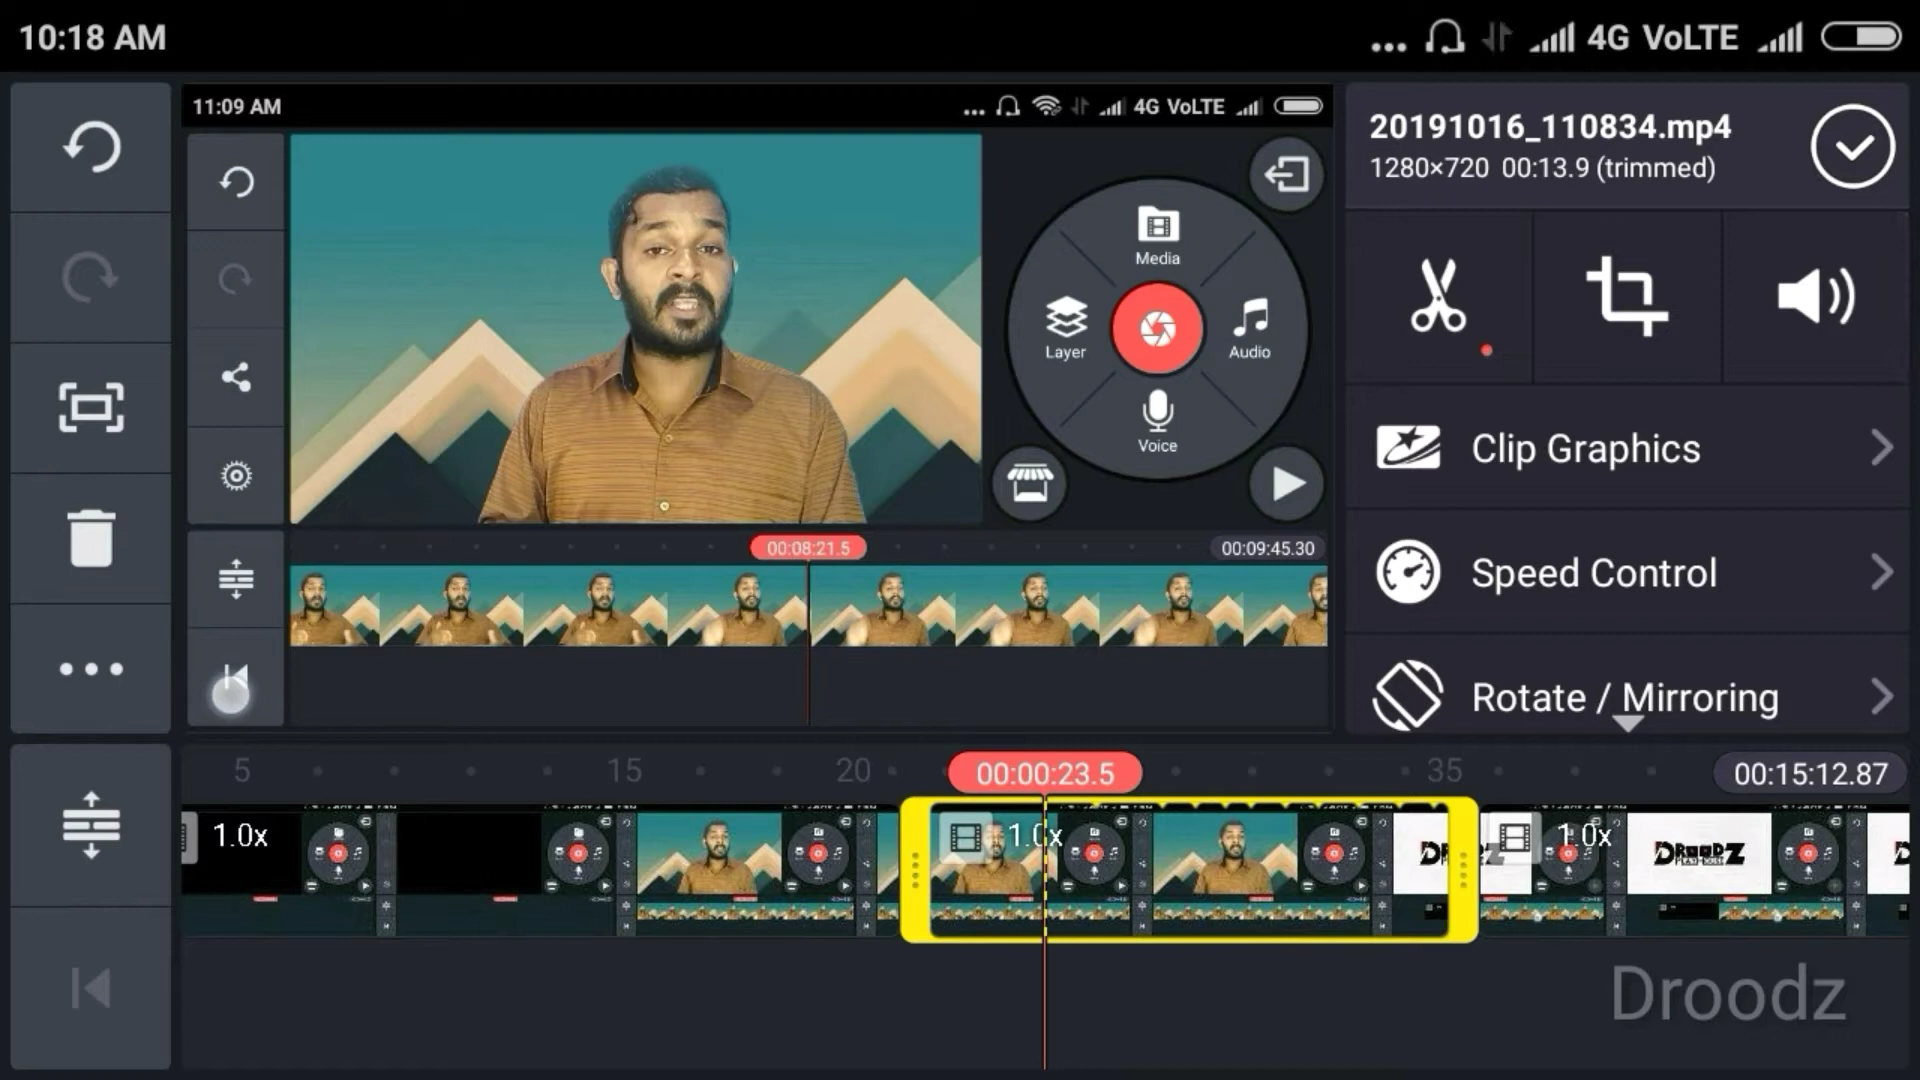 10:18 AM
... 4G VoLTE
11:09 AM
... 4G VoLTE
20191016_110834.mp4
1280×720 00:13.9 (trimmed)
Media
Layer
Audio
Voice
Clip Graphics
Speed Control
Rotate / Mirroring
00:08:21.5
00:09:45.30
5
15
20
00:00:23.5
35
00:15:12.87
1.0x
1.0x
1.0x
DROODZ
Droodz